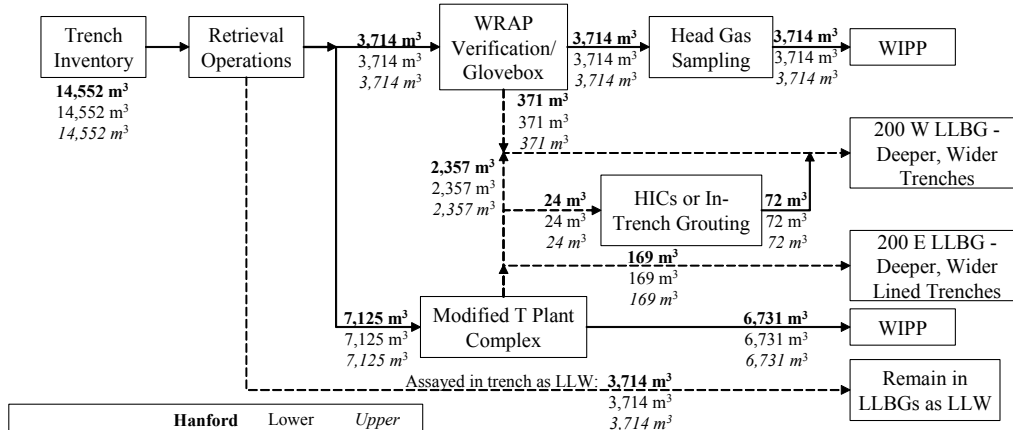 Trench
Inventory
14,552 m³
14,552 m³
14,552 m³
Retrieval
Operations
3,714 m³
3,714 m³
3,714 m³
WRAP
Verification/
Glovebox
3,714 m³
3,714 m³
3,714 m³
Head Gas
Sampling
3,714 m³
3,714 m³
3,714 m³
WIPP
371 m³
371 m³
371 m³
2,357 m³
2,357 m³
2,357 m³
200 W LLBG -
Deeper, Wider
Trenches
24 m³
24 m³
24 m³
HICs or In-
Trench Grouting
72 m³
72 m³
72 m³
169 m³
169 m³
169 m³
200 E LLBG -
Deeper, Wider
Lined Trenches
7,125 m³
7,125 m³
7,125 m³
Modified T Plant
Complex
6,731 m³
6,731 m³
6,731 m³
WIPP
Assayed in trench as LLW: 3,714 m³
3,714 m³
3,714 m³
Remain in
LLBGs as LLW
Hanford Lower Upper